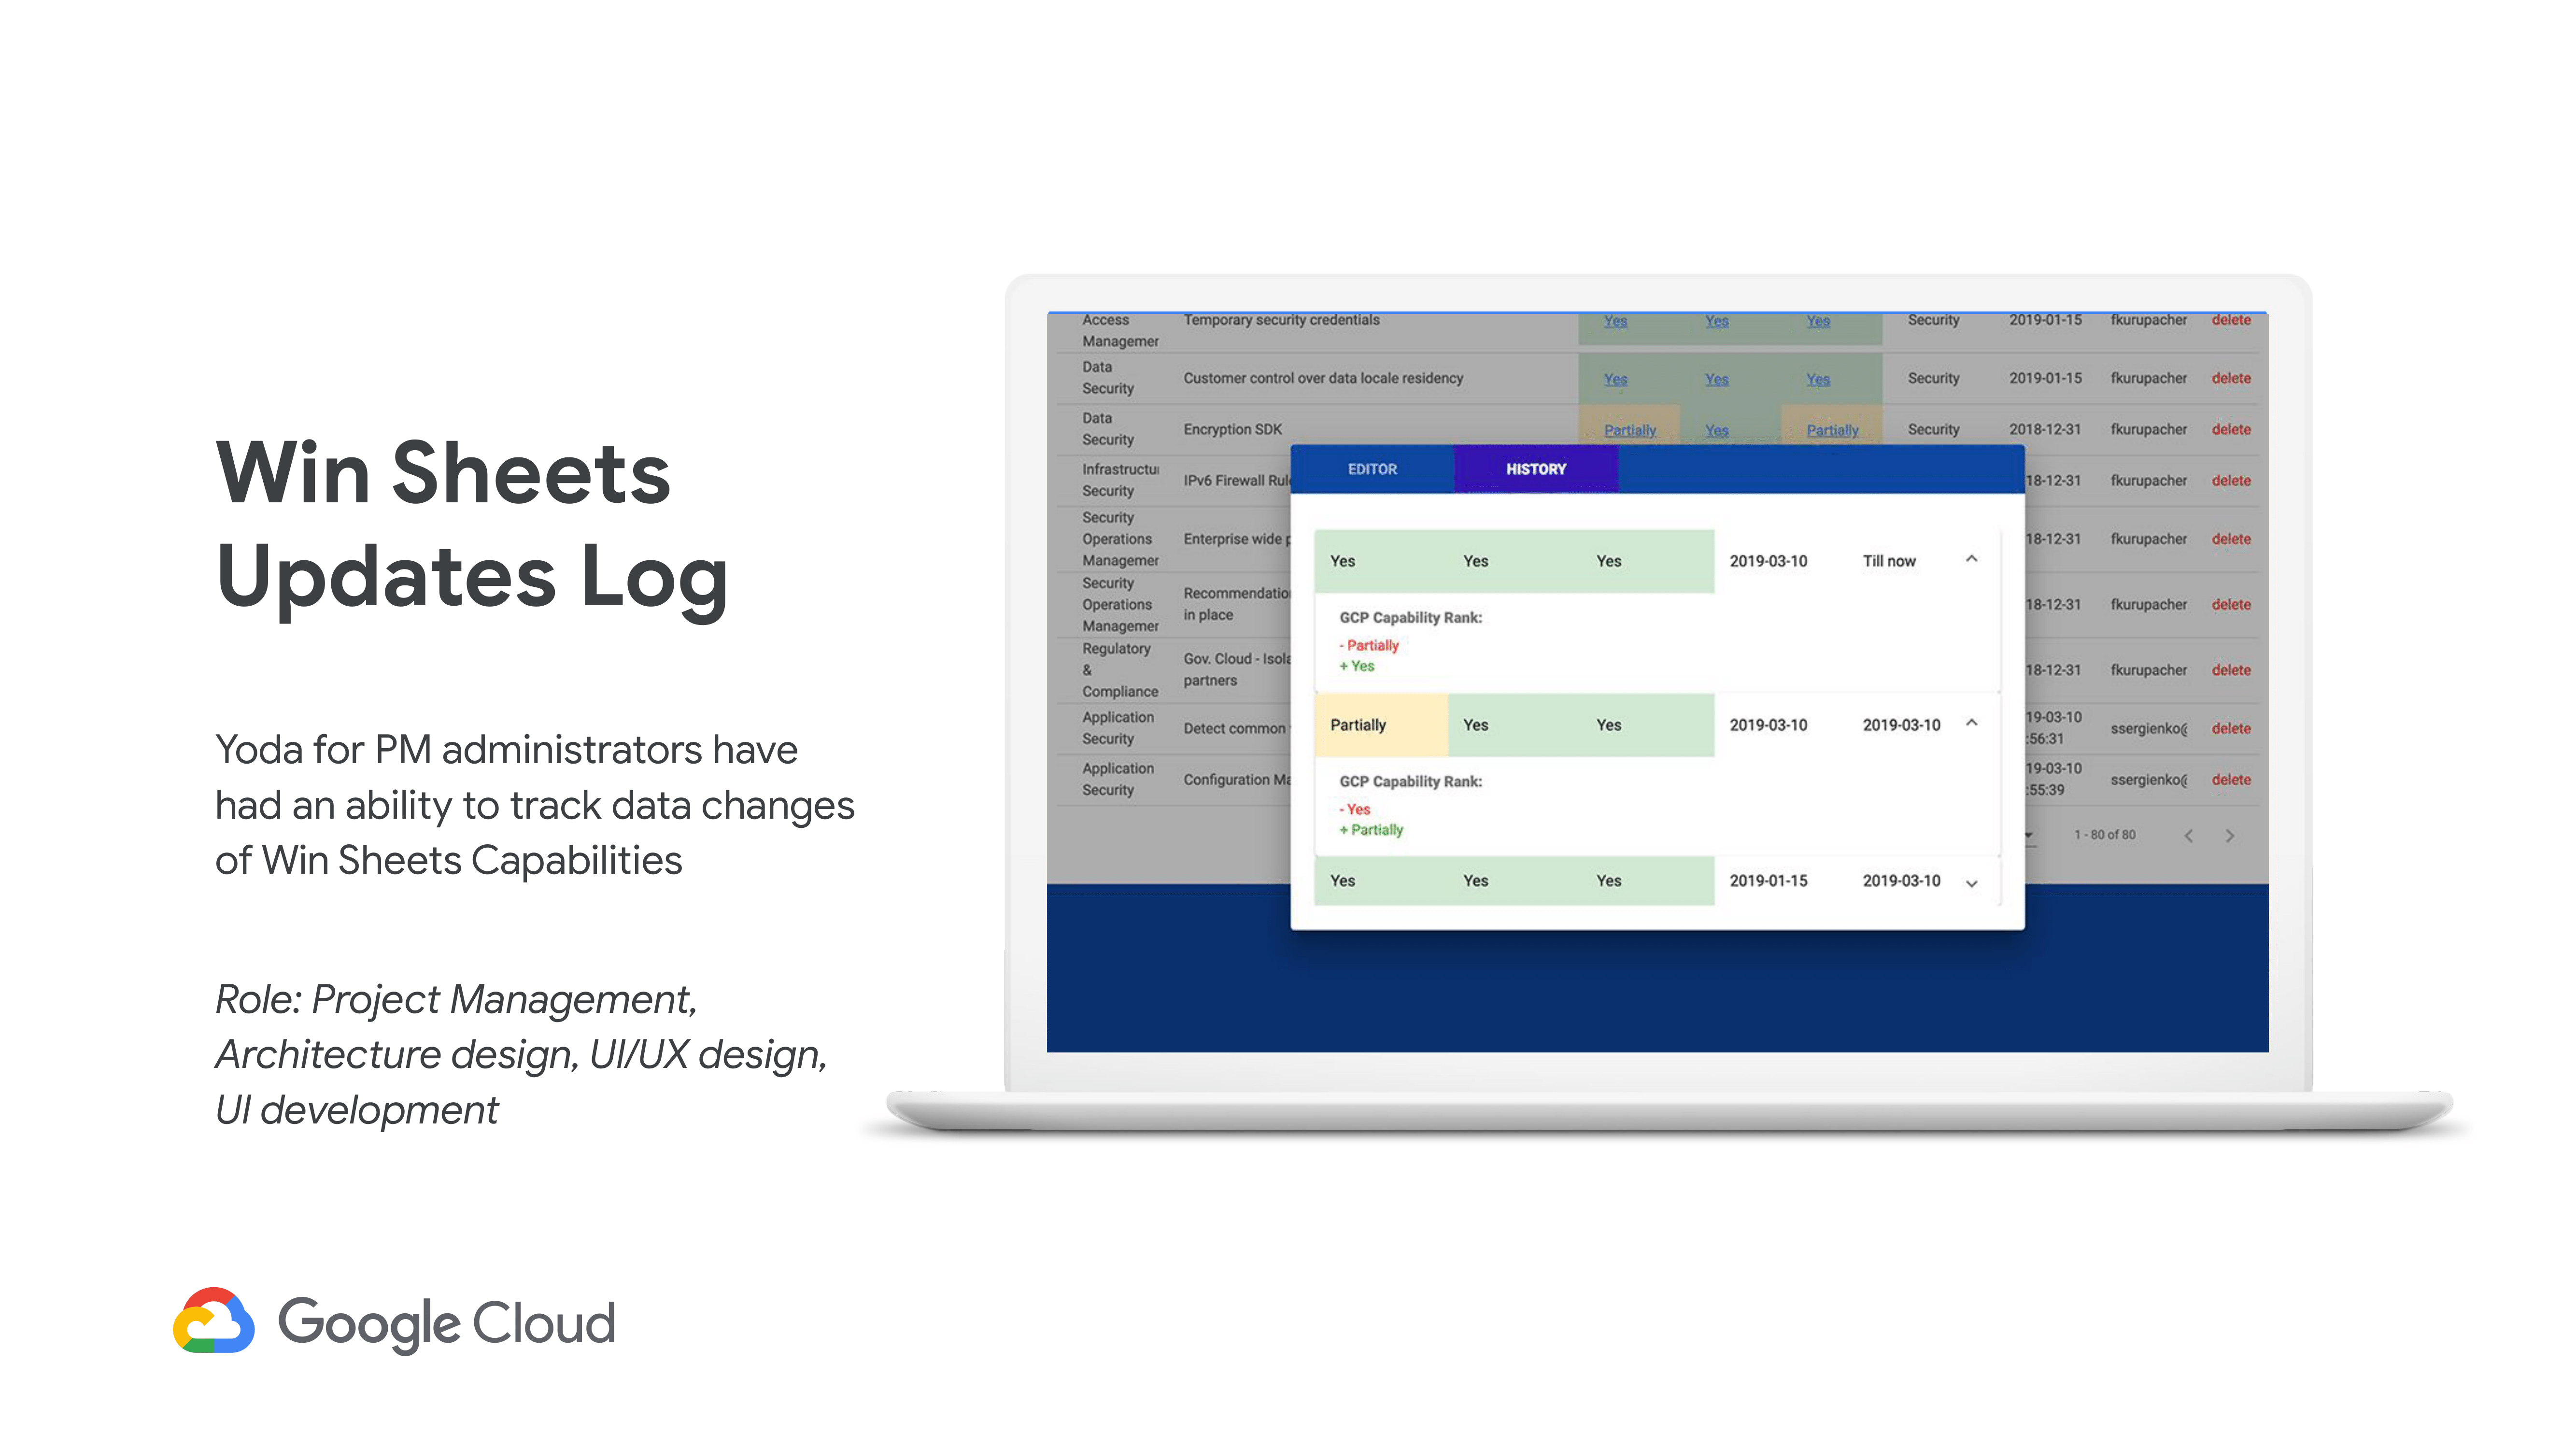 Win Sheets
Updates Log
Yoda for PM administrators have
had an ability to track data changes
of Win Sheets Capabilities
Role: Project Management,
Architecture design, UI/UX design,
UI development
Google Cloud
Access
Managemer
Temporary security credentials
Yes Yes Yes Security 2019-01-15 fkurupacher delete
Data
Security
Customer control over data locale residency
Yes Yes Yes Security 2019-01-15 fkurupacher delete
Data
Security
Encryption SDK
Partially Yes Partially Security 2018-12-31 fkurupacher delete
Infrastructu
Security
IPv6 Firewall Rul
18-12-31 fkurupacher delete
Security
Operations
Managemer
Enterprise wide p
18-12-31 fkurupacher delete
Security
Operations
Managemer
Recommendatio
in place
18-12-31 fkurupacher delete
Regulatory
&
Compliance
Gov. Cloud - Isola
partners
18-12-31 fkurupacher delete
Application
Security
Detect common
19-03-10
:56:31
ssergienko@ delete
Application
Security
Configuration Ma
19-03-10
:55:39
ssergienko@ delete
1 - 80 of 80
EDITOR HISTORY
Yes Yes Yes 2019-03-10 Till now
GCP Capability Rank:
- Partially
+ Yes
Partially Yes Yes 2019-03-10 2019-03-10
GCP Capability Rank:
- Yes
+ Partially
Yes Yes Yes 2019-01-15 2019-03-10